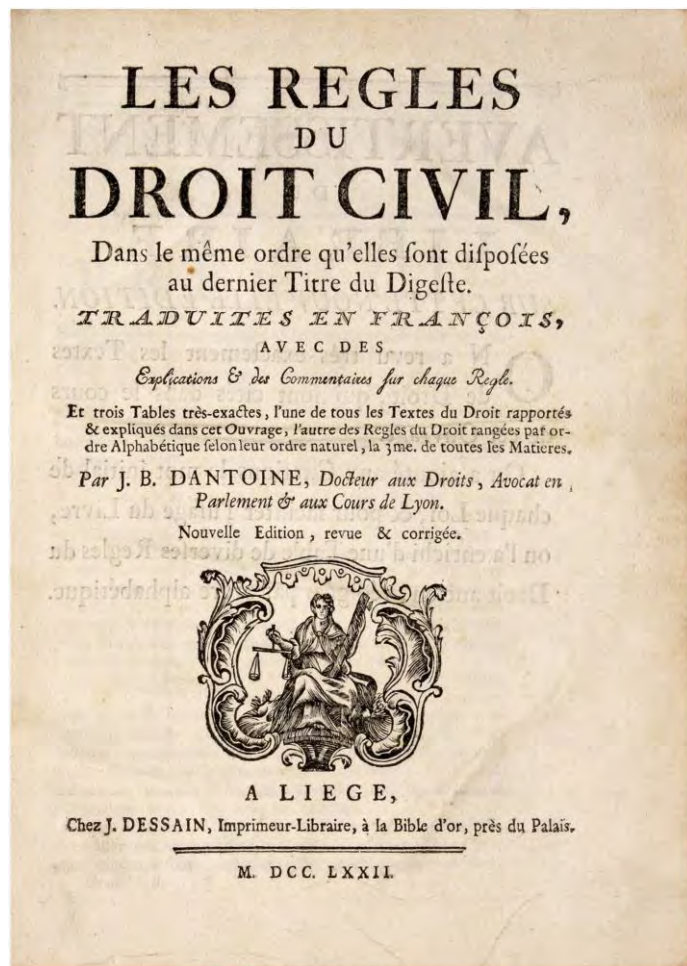 LES REGLES
DU
DROIT CIVIL,
Dans le même ordre qu'elles ſont diſpoſées
au dernier Titre du Digeſte.
TRADUITES EN FRANÇOIS,
AVEC DES
Explications & des Commentaires ſur chaque Regle.
Et trois Tables très-exactes, l'une de tous les Textes du Droit rapportés
& expliqués dans cet Ouvrage, l'autre des Regles du Droit rangées par or-
dre Alphabétique ſelon leur ordre naturel, la 3me. de toutes les Matieres.
Par J. B. DANTOINE, Docteur aux Droits, Avocat en
Parlement & aux Cours de Lyon.
Nouvelle Edition, revue & corrigée.
A LIEGE,
Chez J. DESSAIN, Imprimeur-Libraire, à la Bible d'or, près du Palais.
M. DCC. LXXII.